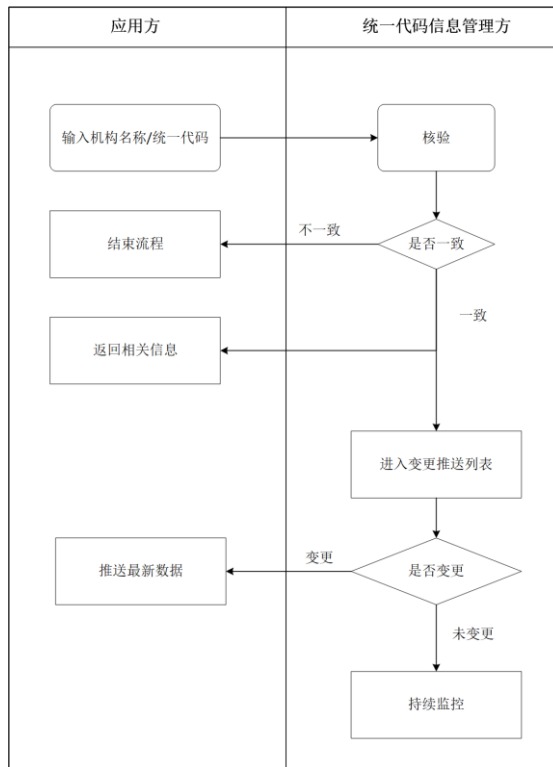 应用方
统一代码信息管理方
输入机构名称/统一代码
核验
不一致
结束流程
是否一致
一致
返回相关信息
进入变更推送列表
变更
推送最新数据
是否变更
未变更
持续监控